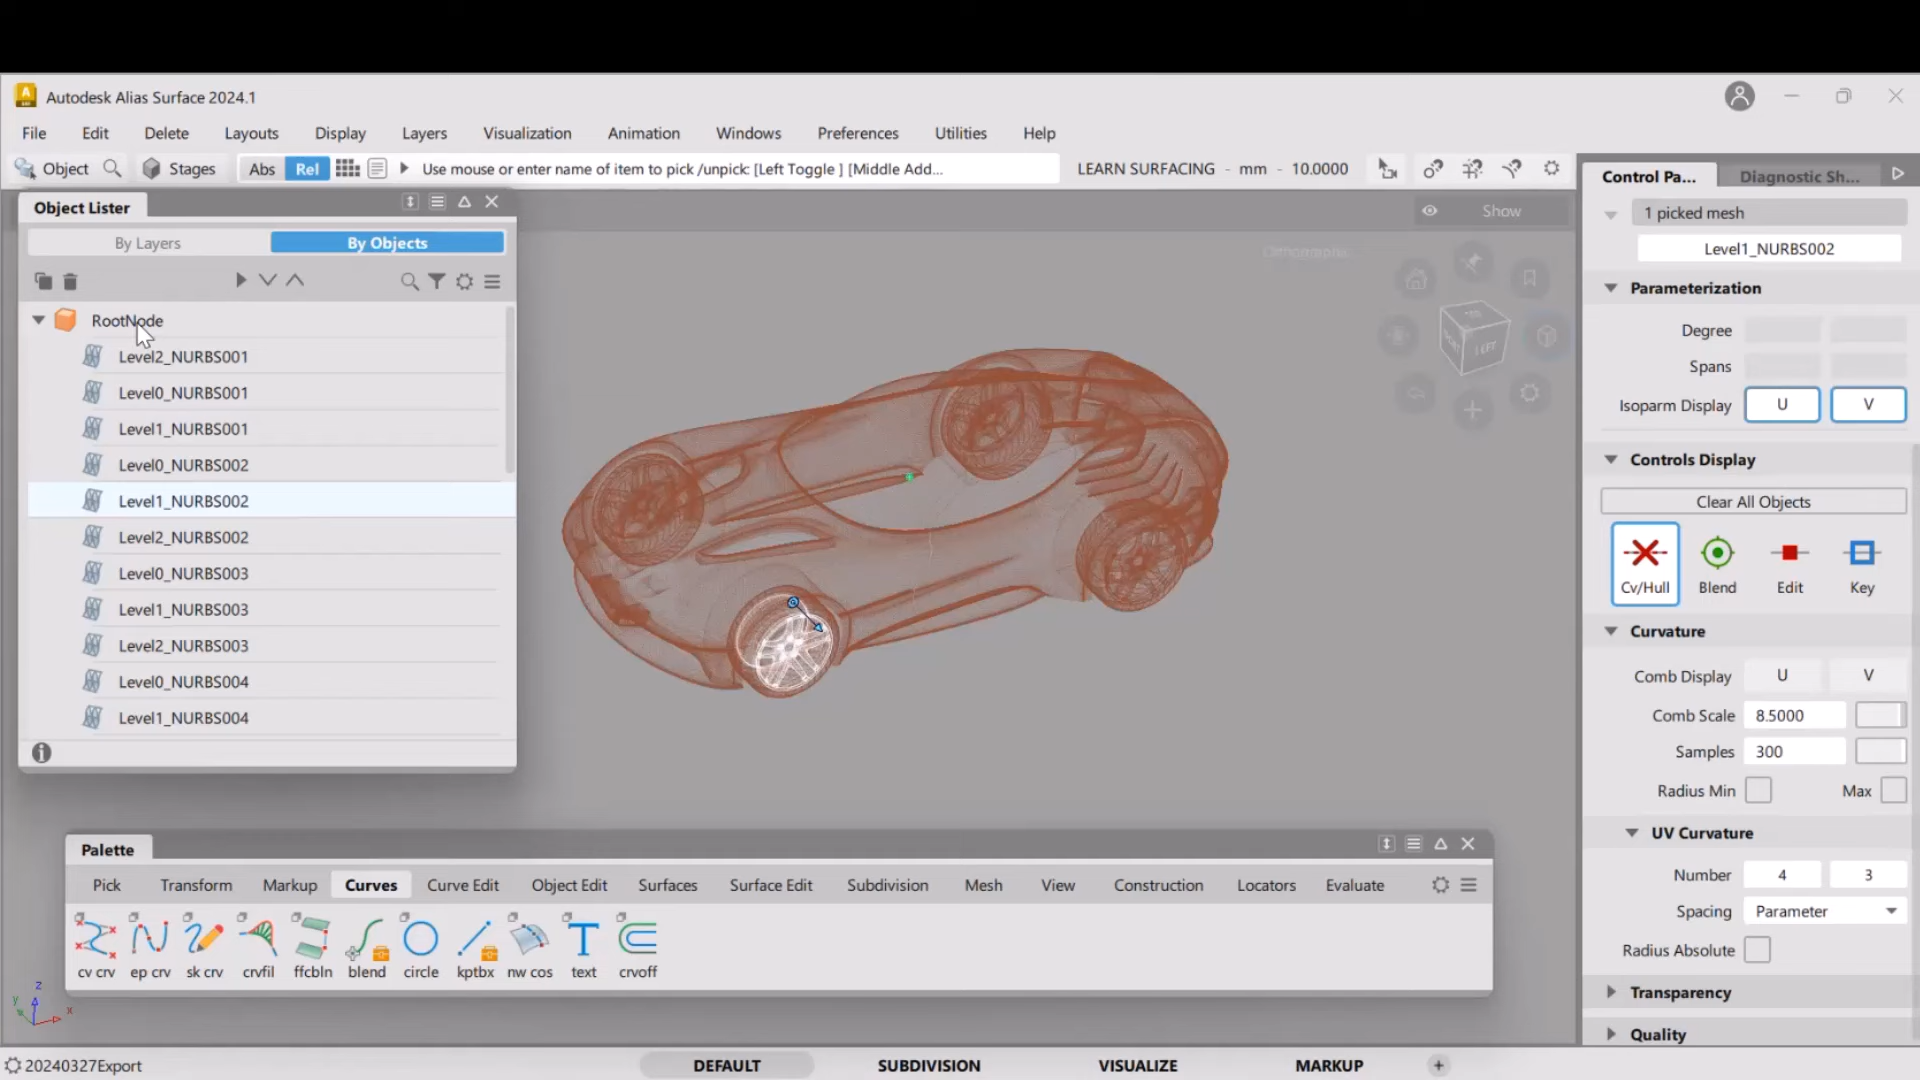 Autodesk Alias Surface 2024.1
File Edit Delete Layouts Display Layers Visualization Animation Windows Preferences Utilities Help
Object Stages Abs Rel Use mouse or enter name of item to pick /unpick: [Left Toggle ] [Middle Add... LEARN SURFACING - mm - 10.0000
Control Pa... Diagnostic Sh...
Object Lister
By Layers By Objects
RootNode
Level2_NURBS001
Level0_NURBS001
Level1_NURBS001
Level0_NURBS002
Level1_NURBS002
Level2_NURBS002
Level0_NURBS003
Level1_NURBS003
Level2_NURBS003
Level0_NURBS004
Level1_NURBS004
Show
LEFT
1 picked mesh
Level1_NURBS002
Parameterization
Degree
Spans
Isoparm Display U V
Controls Display
Clear All Objects
Cv/Hull Blend Edit Key
Curvature
Comb Display U V
Comb Scale 8.5000
Samples 300
Radius Min Max
UV Curvature
Number 4 3
Spacing Parameter
Radius Absolute
Transparency
Quality
Palette
Pick Transform Markup Curves Curve Edit Object Edit Surfaces Surface Edit Subdivision Mesh View Construction Locators Evaluate
cv crv ep crv sk crv crvfil ffcbln blend circle kptbx nw cos text crvoff
z
y
x
20240327Export DEFAULT SUBDIVISION VISUALIZE MARKUP +